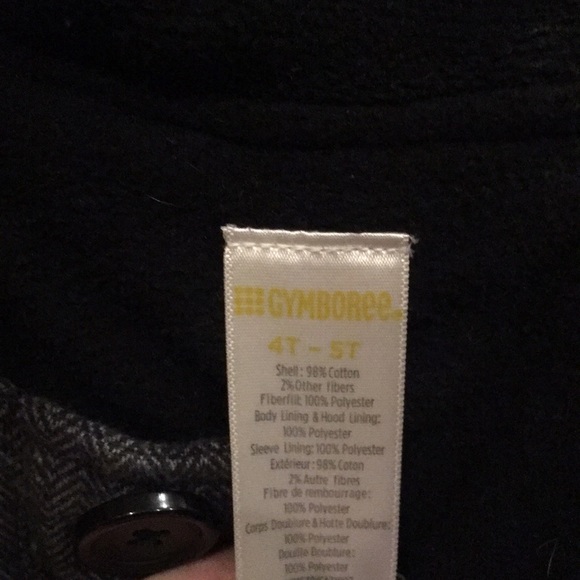 GYMBOREE
4T - 5T
Shell: 98% Cotton
2% Other fibers
Fiberfill: 100% Polyester
Body Lining & Hood Lining:
100% Polyester
Sleeve Lining: 100% Polyester
Extérieur: 98% Coton
2% Autre fibres
Fibre de rembourrage:
100% Polyester
Corps Doublure & Hotte Doublure:
100% Polyester
Douille Doublure:
100% Polyester